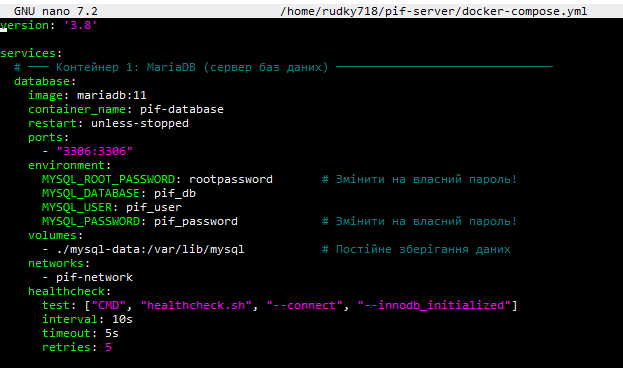 GNU nano 7.2 /home/rudky718/pif-server/docker-compose.yml
version: '3.8'
services:
# ─── Контейнер 1: MariaDB (сервер баз даних) ───────────────────────────────
database:
image: mariadb:11
container_name: pif-database
restart: unless-stopped
ports:
- "3306:3306"
environment:
MYSQL_ROOT_PASSWORD: rootpassword # Змінити на власний пароль!
MYSQL_DATABASE: pif_db
MYSQL_USER: pif_user
MYSQL_PASSWORD: pif_password # Змінити на власний пароль!
volumes:
- ./mysql-data:/var/lib/mysql # Постійне зберігання даних
networks:
- pif-network
healthcheck:
test: ["CMD", "healthcheck.sh", "--connect", "--innodb_initialized"]
interval: 10s
timeout: 5s
retries: 5